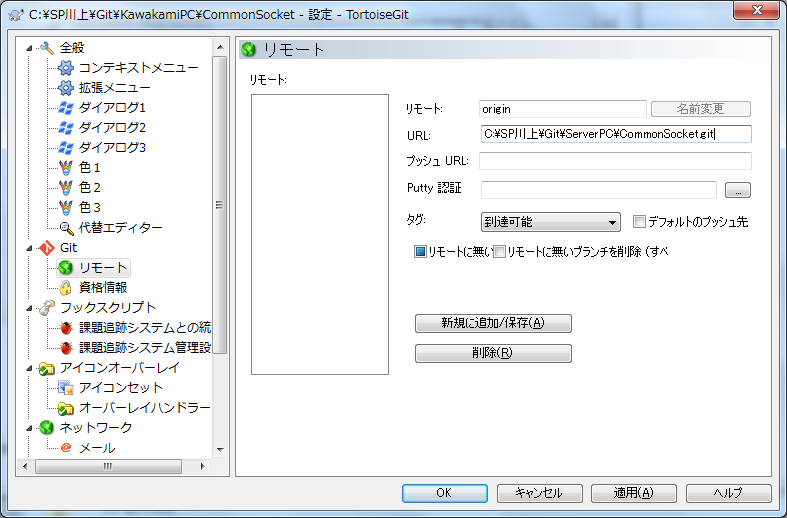 C:¥SP川上¥Git¥KawakamiPC¥CommonSocket - 設定 - TortoiseGit
全般
コンテキストメニュー
拡張メニュー
ダイアログ1
ダイアログ2
ダイアログ3
色 1
色 2
色 3
代替エディター
Git
リモート
資格情報
フックスクリプト
課題追跡システムとの統
課題追跡システム管理設
アイコンオーバーレイ
アイコンセット
オーバーレイハンドラー
ネットワーク
メール
リモート
リモート:
リモート: origin 名前変更
URL: C:¥SP川上¥Git¥ServerPC¥CommonSocket.git
プッシュ URL:
Putty 認証 ...
タグ: 到達可能 デフォルトのプッシュ先
リモートに無い リモートに無いブランチを削除 (すべ
新規に追加/保存(A)
削除(R)
OK キャンセル 適用(A) ヘルプ